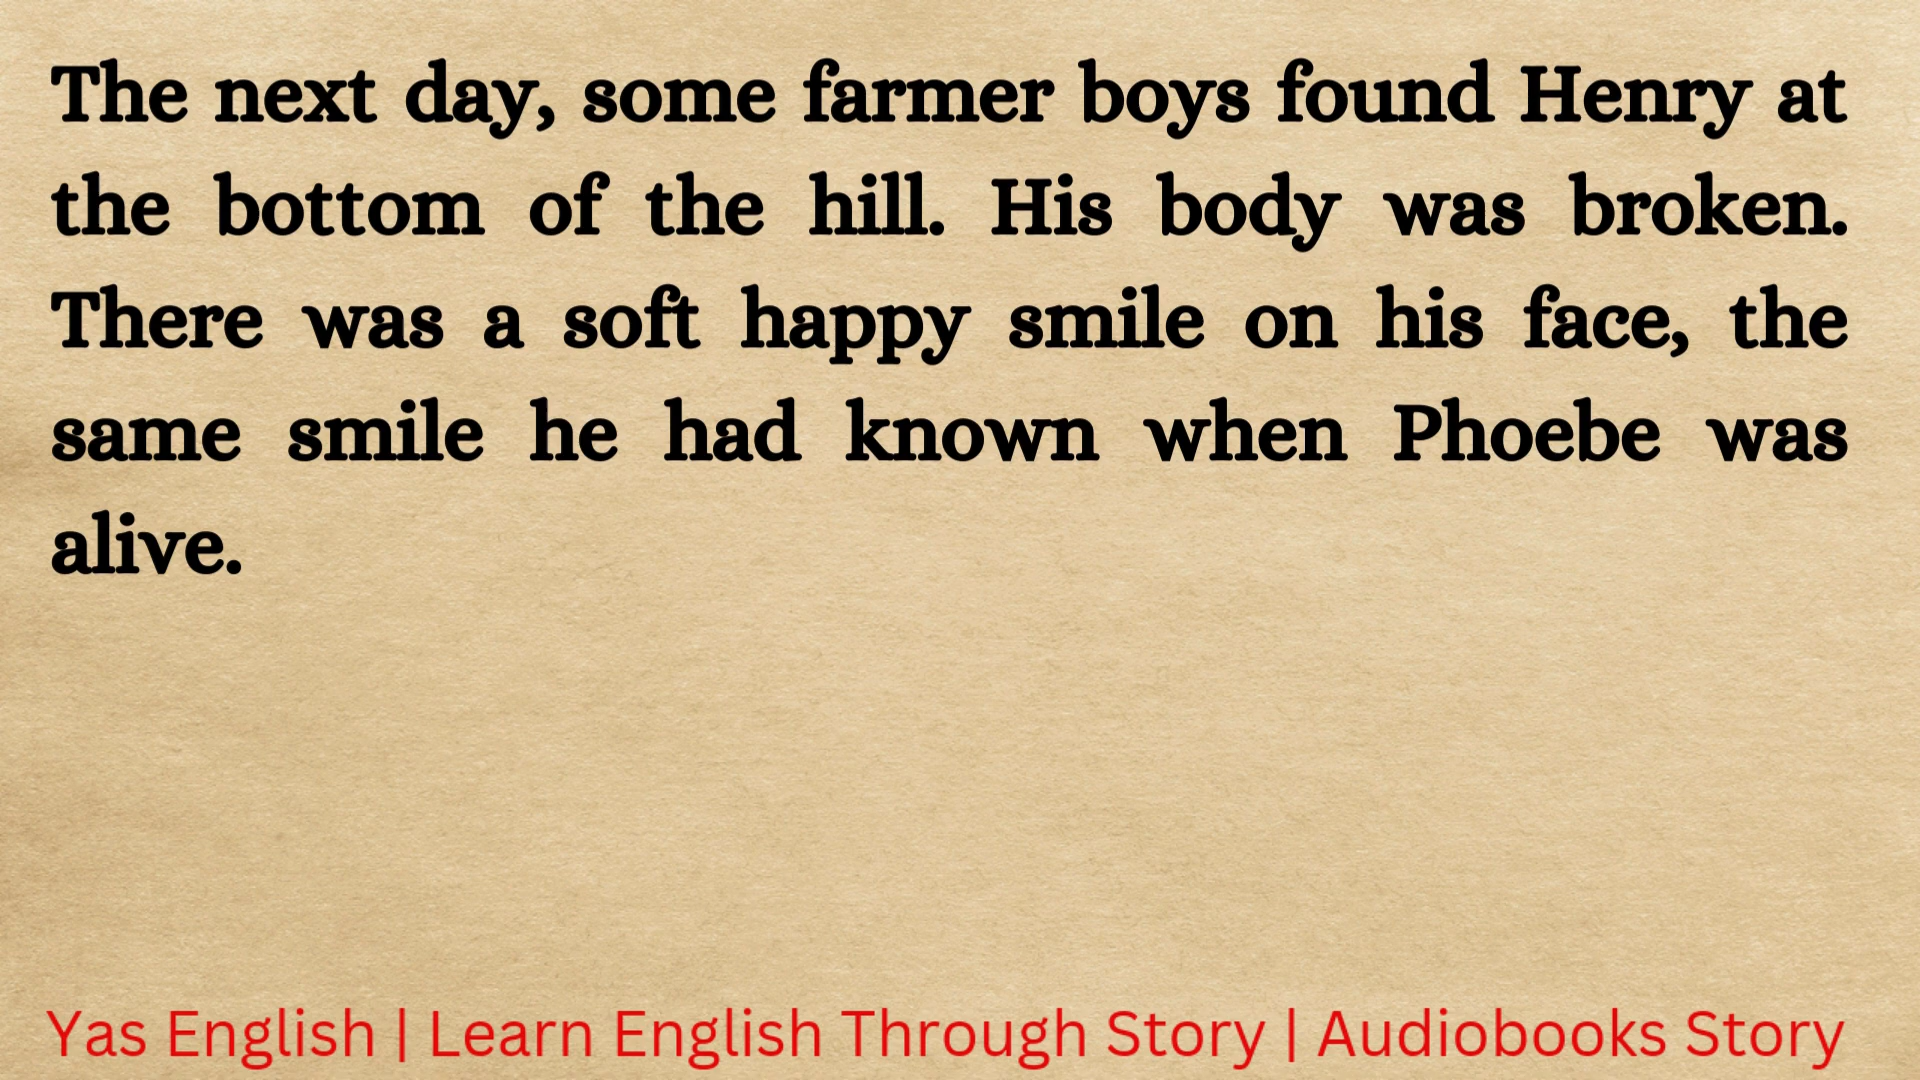 The next day, some farmer boys found Henry at
the bottom of the hill. His body was broken.
There was a soft happy smile on his face, the
same smile he had known when Phoebe was
alive.
Yas English | Learn English Through Story | Audiobooks Story